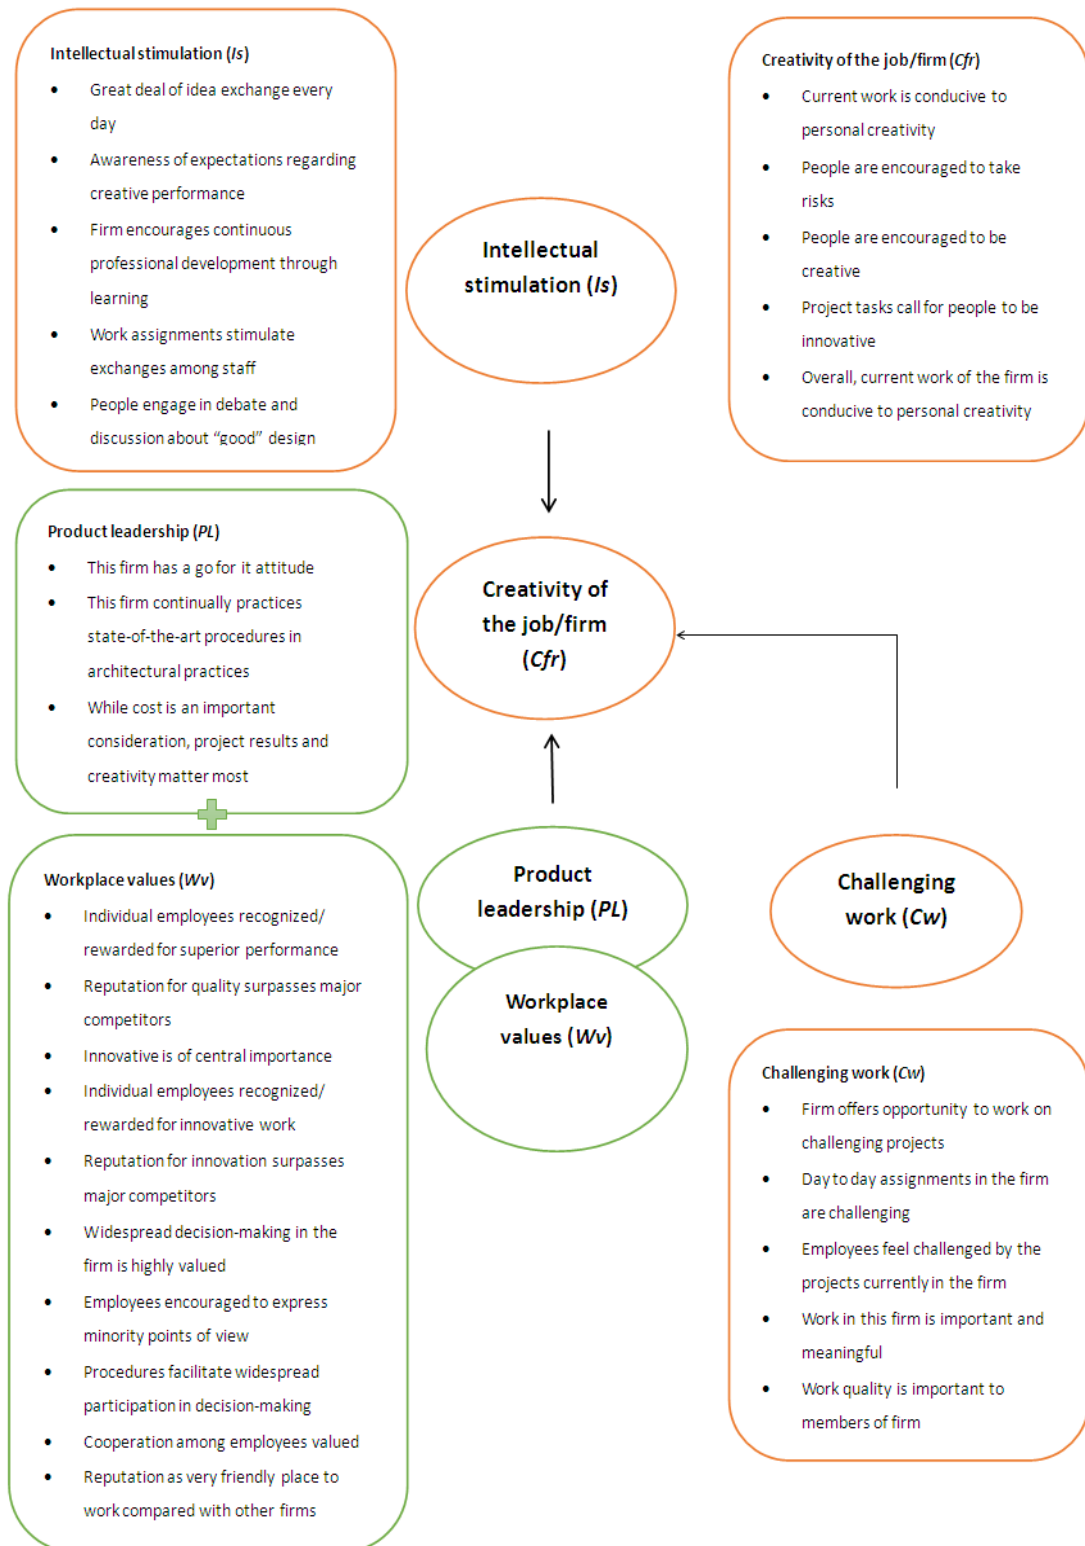 Intellectual stimulation (Is)
• Great deal of idea exchange every
day
• Awareness of expectations regarding
creative performance
• Firm encourages continuous
professional development through
learning
• Work assignments stimulate
exchanges among staff
• People engage in debate and
discussion about “good” design
Creativity of the job/firm (Cfr)
• Current work is conducive to
personal creativity
• People are encouraged to take
risks
• People are encouraged to be
creative
• Project tasks call for people to be
innovative
• Overall, current work of the firm is
conducive to personal creativity
Intellectual
stimulation (Is)
Product leadership (PL)
• This firm has a go for it attitude
• This firm continually practices
state-of-the-art procedures in
architectural practices
• While cost is an important
consideration, project results and
creativity matter most
Creativity of
the job/firm
(Cfr)
Workplace values (Wv)
• Individual employees recognized/
rewarded for superior performance
• Reputation for quality surpasses major
competitors
• Innovative is of central importance
• Individual employees recognized/
rewarded for innovative work
• Reputation for innovation surpasses
major competitors
• Widespread decision-making in the
firm is highly valued
• Employees encouraged to express
minority points of view
• Procedures facilitate widespread
participation in decision-making
• Cooperation among employees valued
• Reputation as very friendly place to
work compared with other firms
Product
leadership (PL)
Workplace
values (Wv)
Challenging
work (Cw)
Challenging work (Cw)
• Firm offers opportunity to work on
challenging projects
• Day to day assignments in the firm
are challenging
• Employees feel challenged by the
projects currently in the firm
• Work in this firm is important and
meaningful
• Work quality is important to
members of firm